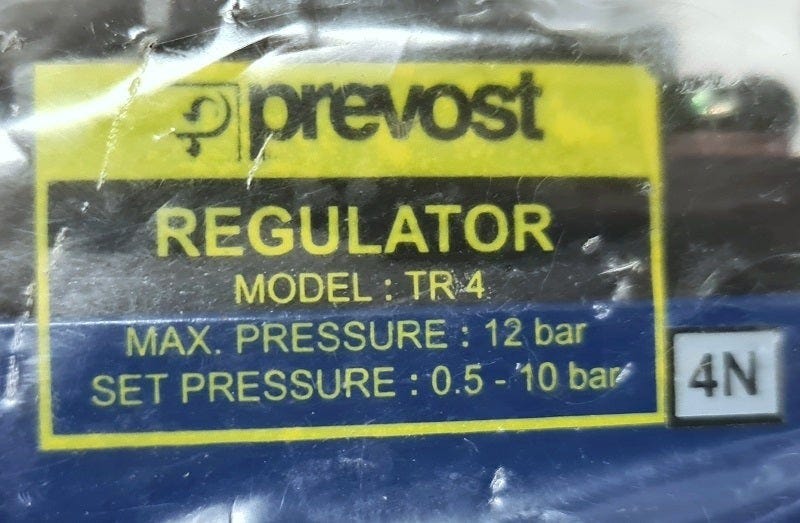 prevost
REGULATOR
MODEL : TR 4
MAX. PRESSURE : 12 bar
SET PRESSURE : 0.5 - 10 bar
4N